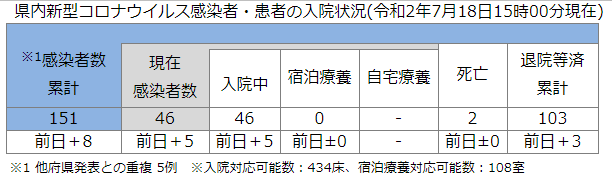 県内新型コロナウイルス感染者・患者の入院状況(令和2年7月18日15時00分現在)
※1感染者数
累計
現在
感染者数
入院中
宿泊療養
自宅療養
死亡
退院等済
累計
151 46 46 0 - 2 103
前日+8 前日+5 前日+5 前日±0 - 前日±0 前日+3
※1 他府県発表との重複 5例 ※入院対応可能数：434床、宿泊療養対応可能数：108室